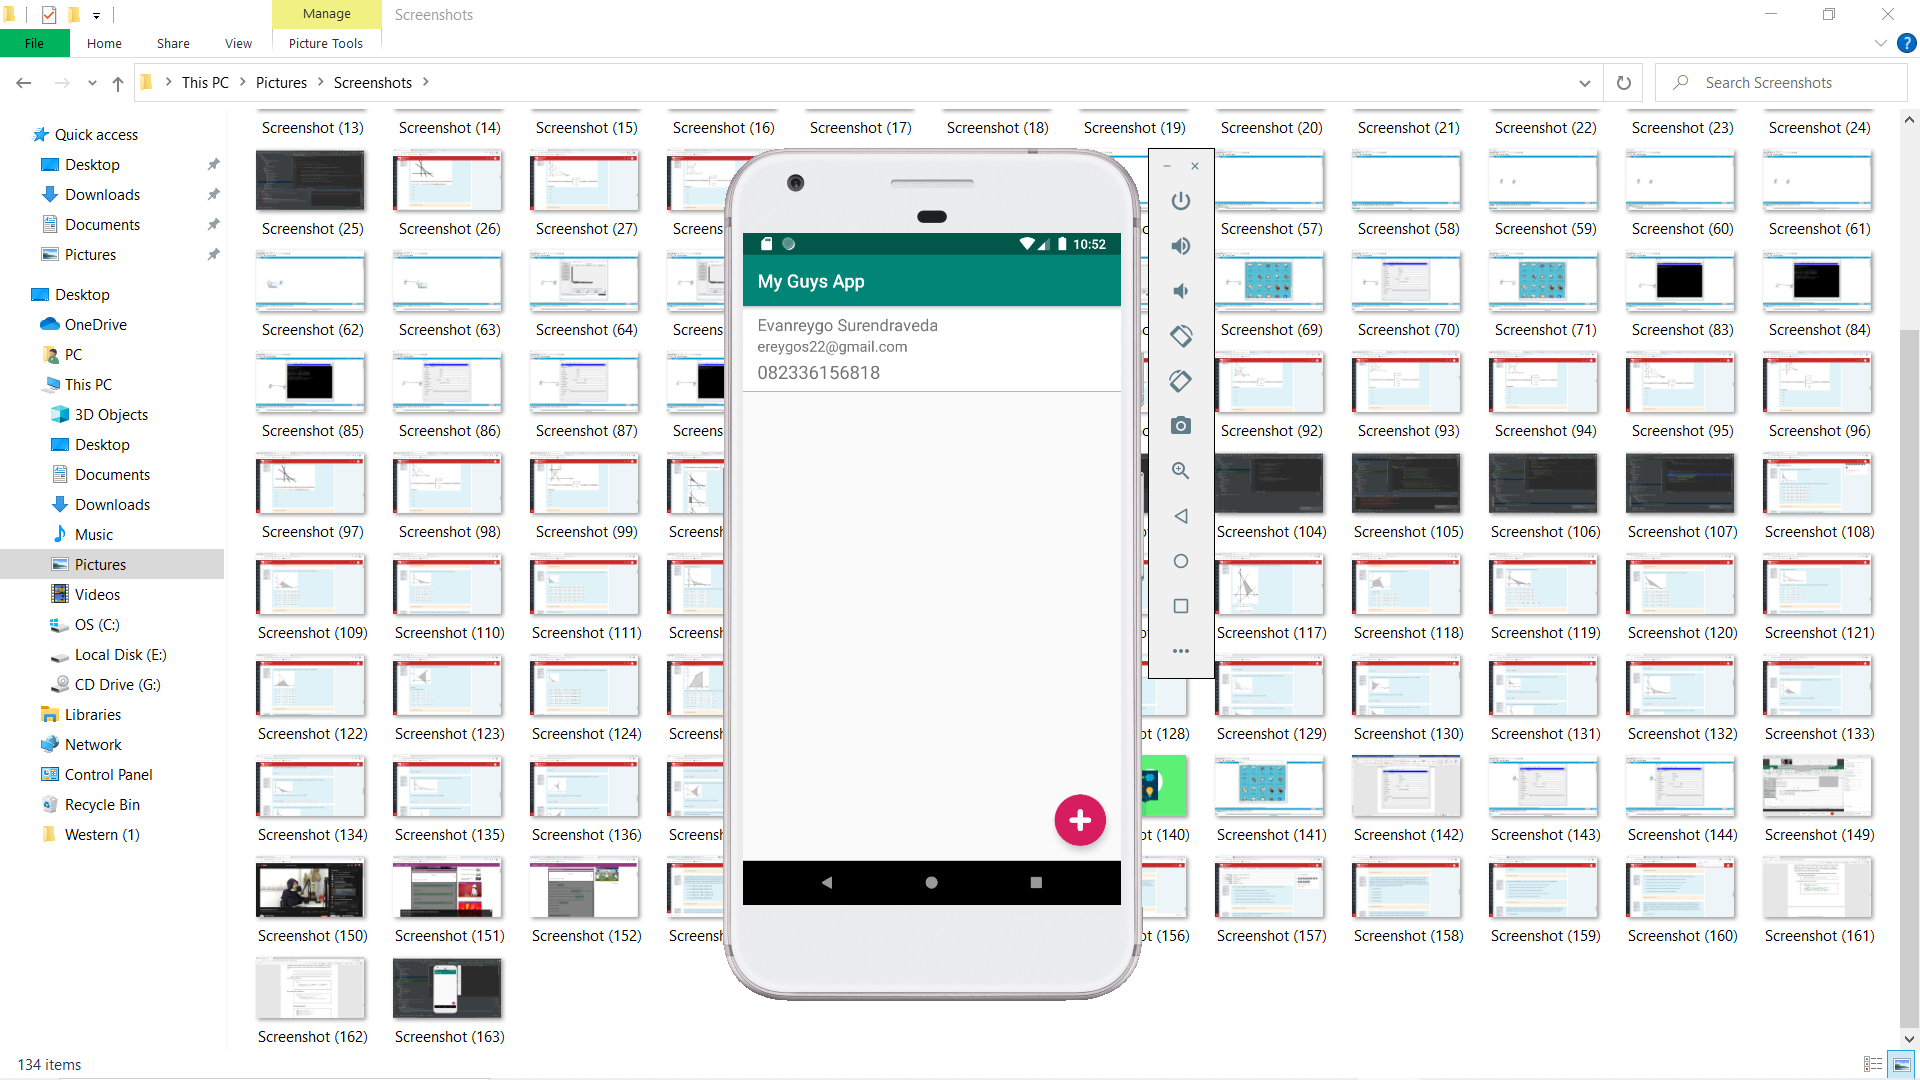 Manage
Screenshots
File
Home
Share
View
Picture Tools
This PC
Pictures
Screenshots
Search Screenshots
Quick access
Desktop
Downloads
Documents
Pictures
Desktop
OneDrive
PC
This PC
3D Objects
Desktop
Documents
Downloads
Music
Pictures
Videos
OS (C:)
Local Disk (E:)
CD Drive (G:)
Libraries
Network
Control Panel
Recycle Bin
Western (1)
Screenshot (13) Screenshot (14) Screenshot (15) Screenshot (16) Screenshot (17) Screenshot (18) Screenshot (19) Screenshot (20) Screenshot (21) Screenshot (22) Screenshot (23) Screenshot (24)
Screenshot (25) Screenshot (26) Screenshot (27) Screenshot (57) Screenshot (58) Screenshot (59) Screenshot (60) Screenshot (61)
Screenshot (62) Screenshot (63) Screenshot (64) Screenshot (69) Screenshot (70) Screenshot (71) Screenshot (83) Screenshot (84)
Screenshot (85) Screenshot (86) Screenshot (87) Screenshot (92) Screenshot (93) Screenshot (94) Screenshot (95) Screenshot (96)
Screenshot (97) Screenshot (98) Screenshot (99) Screenshot (104) Screenshot (105) Screenshot (106) Screenshot (107) Screenshot (108)
Screenshot (109) Screenshot (110) Screenshot (111) Screenshot (117) Screenshot (118) Screenshot (119) Screenshot (120) Screenshot (121)
Screenshot (122) Screenshot (123) Screenshot (124) (128) Screenshot (129) Screenshot (130) Screenshot (131) Screenshot (132) Screenshot (133)
Screenshot (134) Screenshot (135) Screenshot (136) (140) Screenshot (141) Screenshot (142) Screenshot (143) Screenshot (144) Screenshot (149)
Screenshot (150) Screenshot (151) Screenshot (152) (156) Screenshot (157) Screenshot (158) Screenshot (159) Screenshot (160) Screenshot (161)
Screenshot (162) Screenshot (163)
10:52
My Guys App
Evanreygo Surendraveda
ereygos22@gmail.com
082336156818
134 items